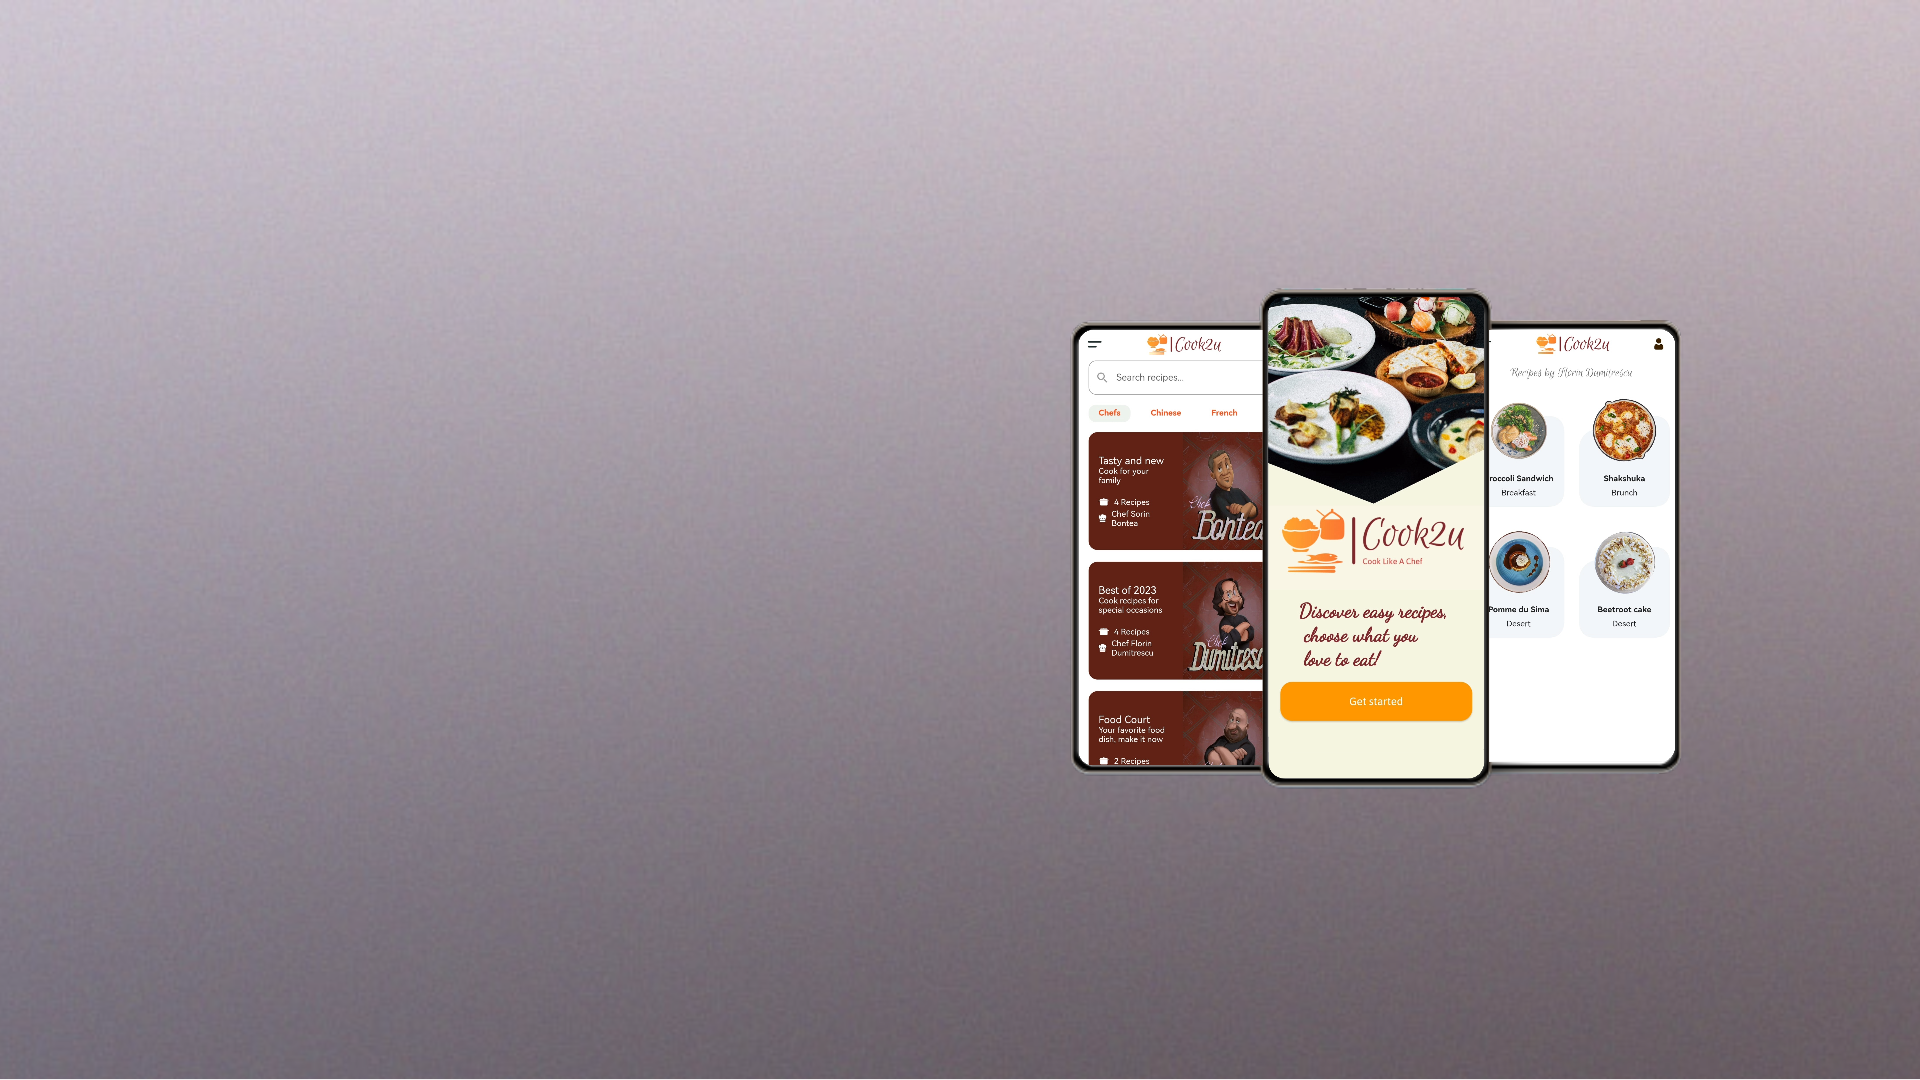 Cook2u
Search recipes...
Chefs
Chinese
French
Tasty and new
Cook for your
family
4 Recipes
Chef Sorin
Bontea
Chef
Best of 2023
Cook recipes for
special occasions
4 Recipes
Chef Florin
Dumitrescu
Chef
Food Court
Your favorite food
dish, make it now
2 Recipes
Cook2u
Cook Like A Chef
Discover easy recipes,
choose what you
love to eat!
Get started
Cook2u
Recipes by Florin Dumitrescu
Sandwich
Breakfast
Shakshuka
Brunch
Pomme du Sima
Desert
Beetroot cake
Desert